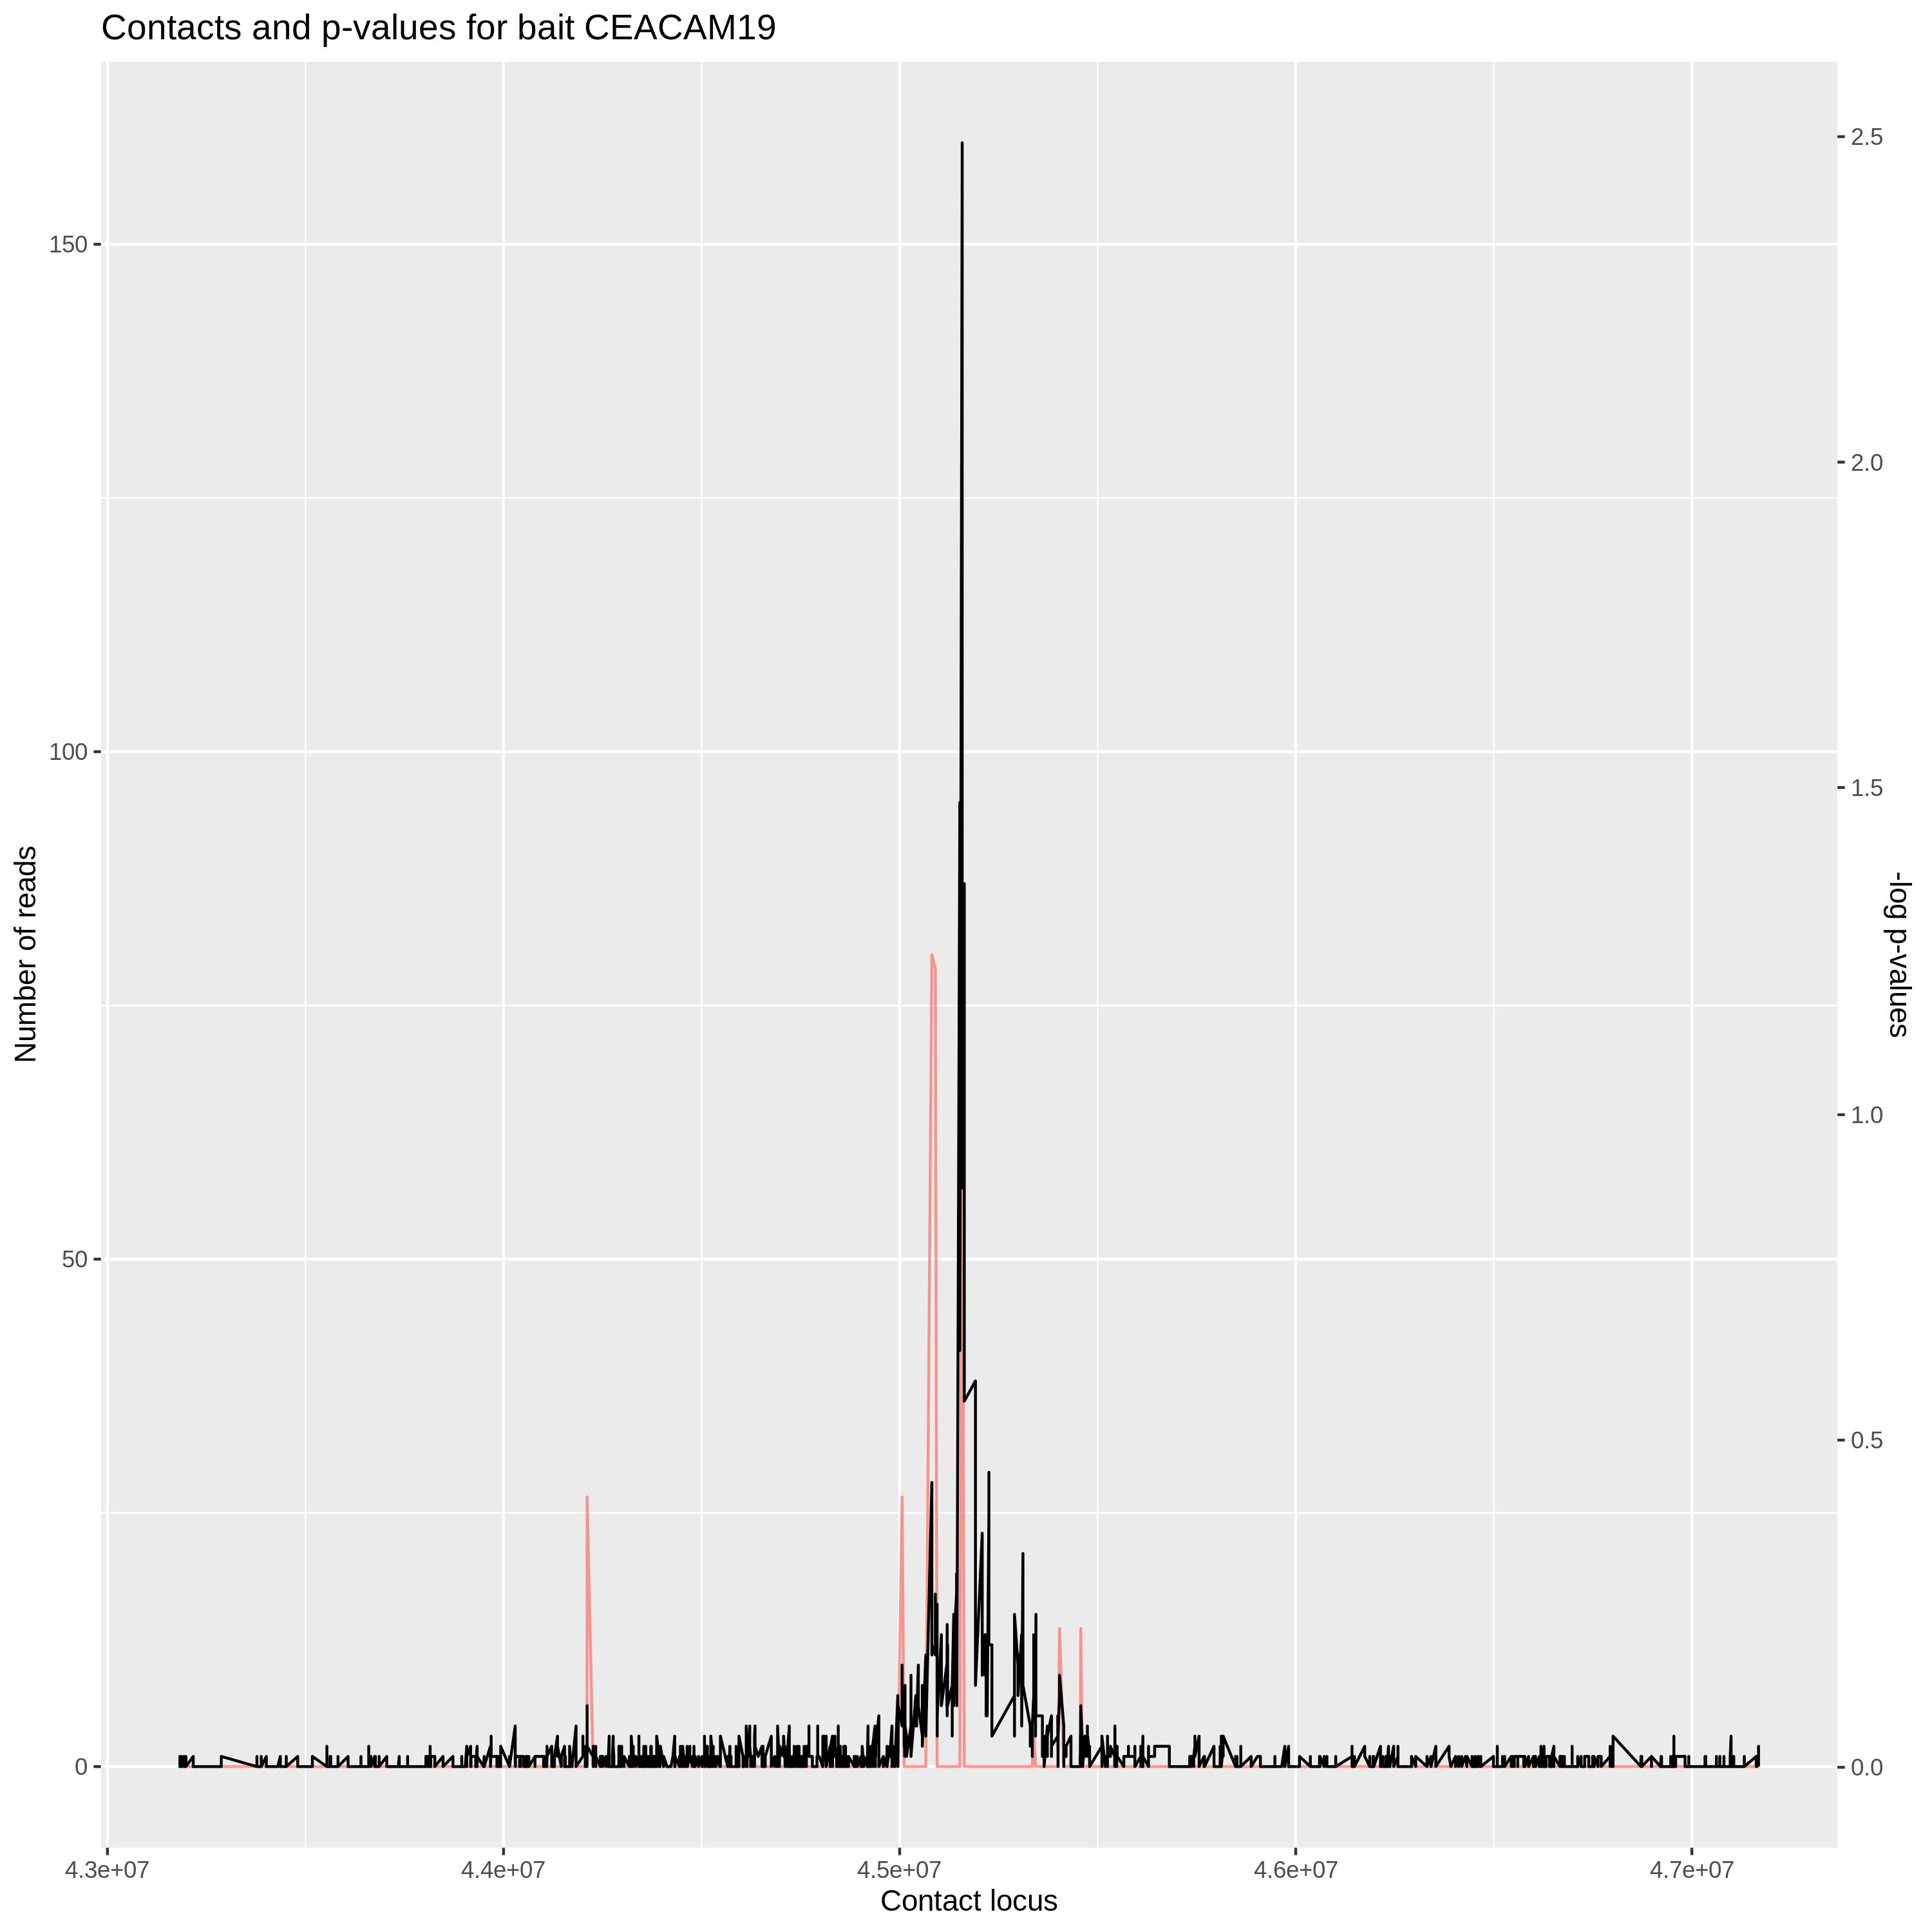 Contacts and p-values for bait CEACAM19
150
100
50
0
Number of reads
2.5
2.0
1.5
1.0
0.5
0.0
-log p-values
4.3e+07
4.4e+07
4.5e+07
4.6e+07
4.7e+07
Contact locus